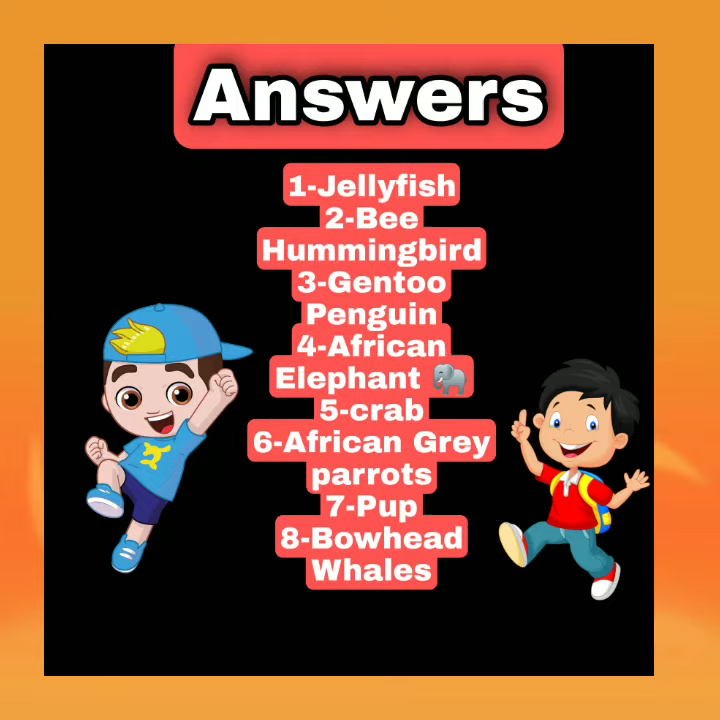 Answers
1-Jellyfish
2-Bee
Hummingbird
3-Gentoo
Penguin
4-African
Elephant 🐘
5-crab
6-African Grey
parrots
7-Pup
8-Bowhead
Whales